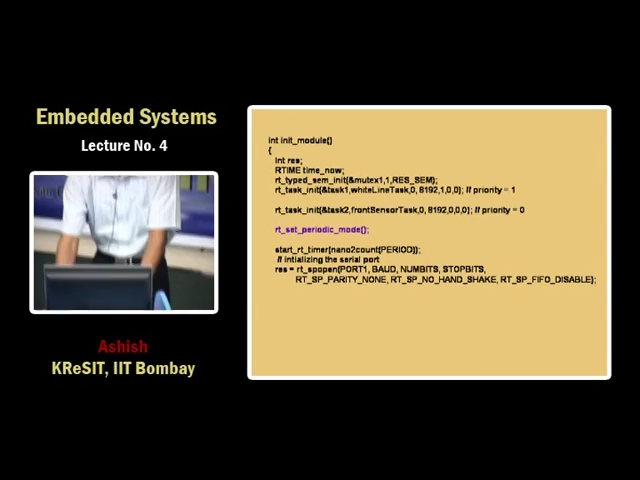 Embedded Systems
Lecture No. 4
Ashish
KReSIT, IIT Bombay
int init_module()
{
int res;
RTIME time_now;
rt_typed_sem_init(&mutex1,1,RES_SEM);
rt_task_init(&task1,whiteLineTask,0, 8192,1,0,0); // priority = 1
rt_task_init(&task2,frontSensorTask,0, 8192,0,0,0); // priority = 0
rt_set_periodic_mode();
start_rt_timer(nano2count(PERIOD));
// intializing the serial port
res = rt_spopen(PORT1, BAUD, NUMBITS, STOPBITS,
RT_SP_PARITY_NONE, RT_SP_NO_HAND_SHAKE, RT_SP_FIFO_DISABLE);